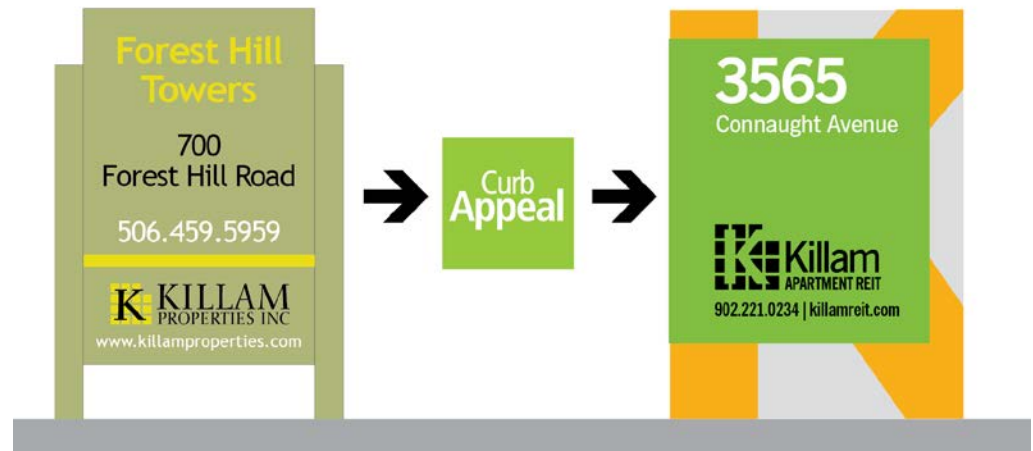 Forest Hill
Towers
700
Forest Hill Road
506.459.5959
K KILLAM
PROPERTIES INC
www.killamproperties.com
Curb
Appeal
3565
Connaught Avenue
K Killam
APARTMENT REIT
902.221.0234 | killamreit.com